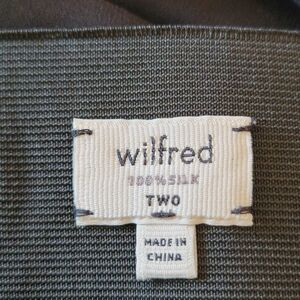 wilfred
100% SILK
TWO
MADE IN
CHINA